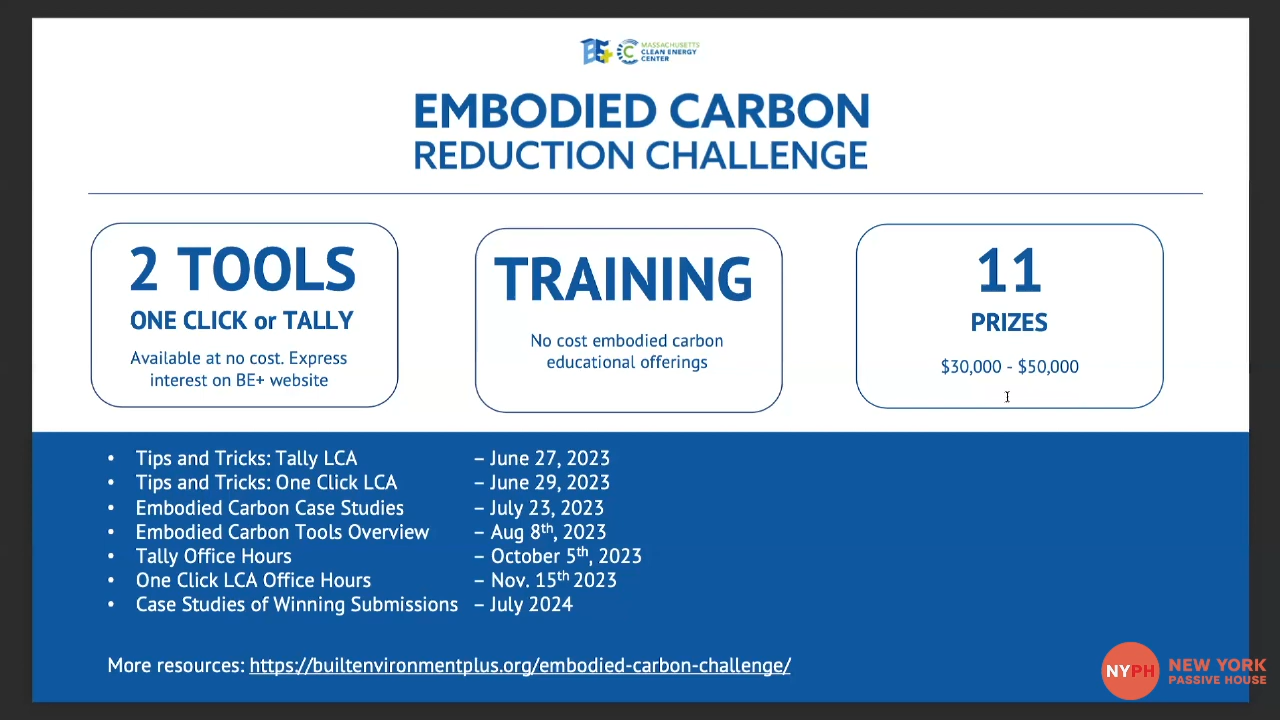 BE+ MASSACHUSETTS
CLEAN ENERGY
CENTER
EMBODIED CARBON
REDUCTION CHALLENGE
2 TOOLS
ONE CLICK or TALLY
Available at no cost. Express
interest on BE+ website
TRAINING
No cost embodied carbon
educational offerings
11
PRIZES
$30,000 - $50,000
• Tips and Tricks: Tally LCA – June 27, 2023
• Tips and Tricks: One Click LCA – June 29, 2023
• Embodied Carbon Case Studies – July 23, 2023
• Embodied Carbon Tools Overview – Aug 8th, 2023
• Tally Office Hours – October 5th, 2023
• One Click LCA Office Hours – Nov. 15th 2023
• Case Studies of Winning Submissions – July 2024
More resources: https://builtenvironmentplus.org/embodied-carbon-challenge/
NYPH NEW YORK
PASSIVE HOUSE